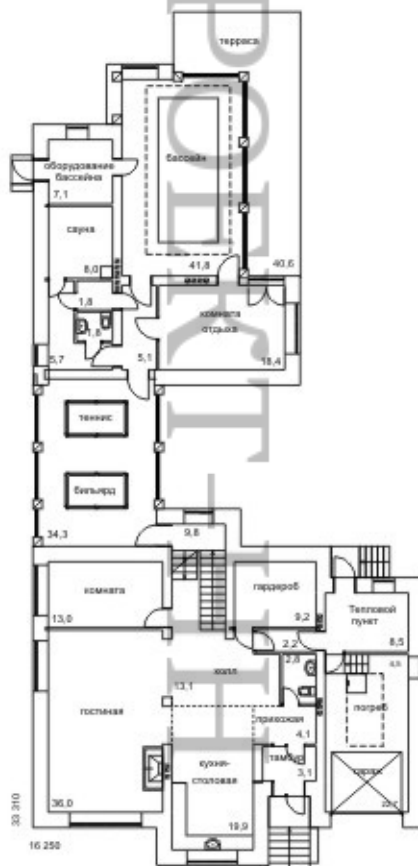 терраса
бассейн
оборудование
бассейна
7,1
сауна
8,0
41,8
40,6
1,8
1,8
комната
отдыха
5,7
5,1
18,4
теннис
бильярд
34,3
9,8
комната
гардероб
13,0
9,2
Тепловой
пункт
2,2
8,5
2,8
холл
13,1
гостиная
погреб
прихожая
4,1
тамбур
3,1
гараж
кухня-
столовая
36,0
19,9
33 310
16 250